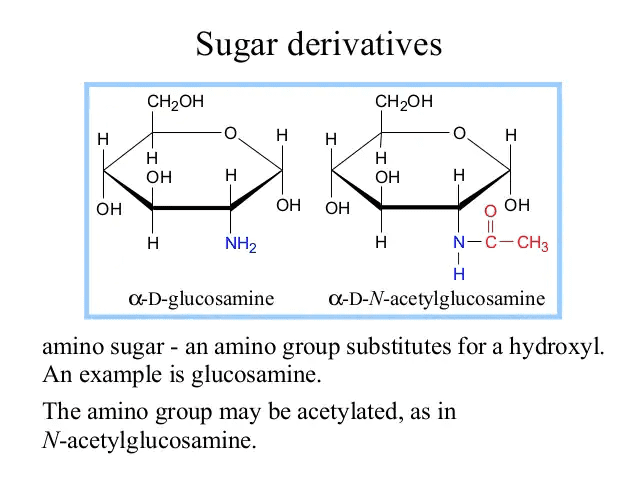 Sugar derivatives
CH2OH CH2OH
H O H H O H
H H
OH H OH H
OH OH OH O OH
H NH2 H N C CH3
H
α-D-glucosamine α-D-N-acetylglucosamine
amino sugar - an amino group substitutes for a hydroxyl.
An example is glucosamine.
The amino group may be acetylated, as in
N-acetylglucosamine.